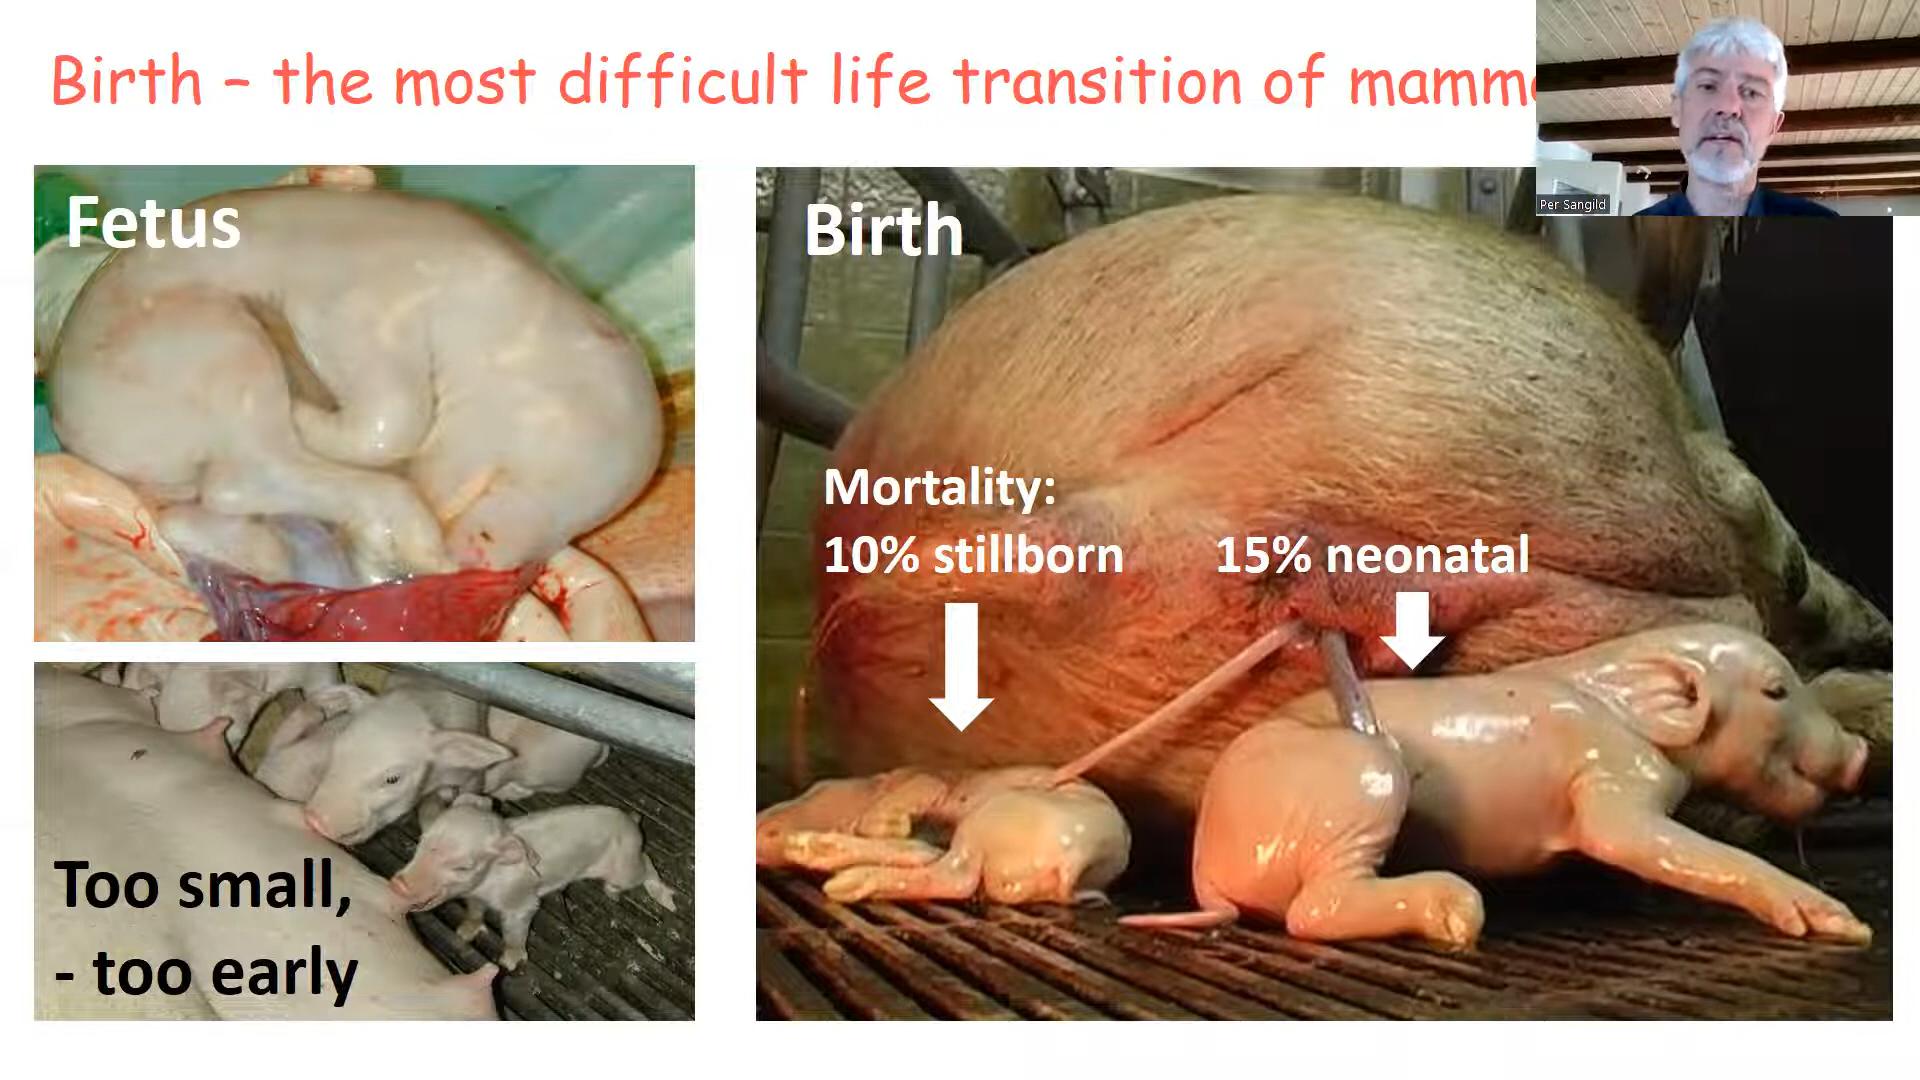 Birth – the most difficult life transition of
Per Sangild
Fetus
Birth
Mortality:
10% stillborn 15% neonatal
Too small,
- too early